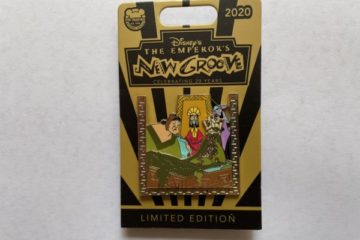 2020
Disney's
THE EMPEROR'S
NEW GROOVE
CELEBRATING 20 YEARS
LIMITED EDITION